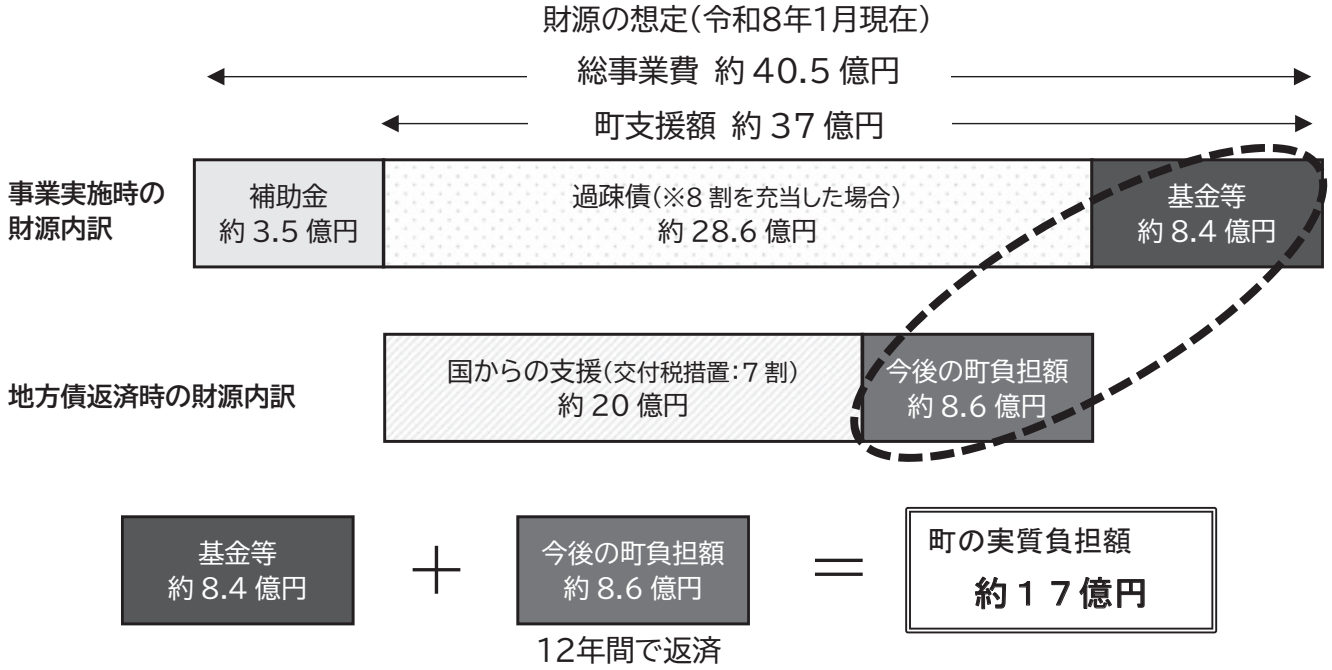 財源の想定(令和8年1月現在)
総事業費 約 40.5 億円
町支援額 約 37 億円
事業実施時の
財源内訳
補助金
約 3.5 億円
過疎債(※8 割を充当した場合)
約 28.6 億円
基金等
約 8.4 億円
地方債返済時の財源内訳
国からの支援(交付税措置:7 割)
約 20 億円
今後の町負担額
約 8.6 億円
基金等
約 8.4 億円
+
今後の町負担額
約 8.6 億円
=
町の実質負担額
約17億円
12年間で返済